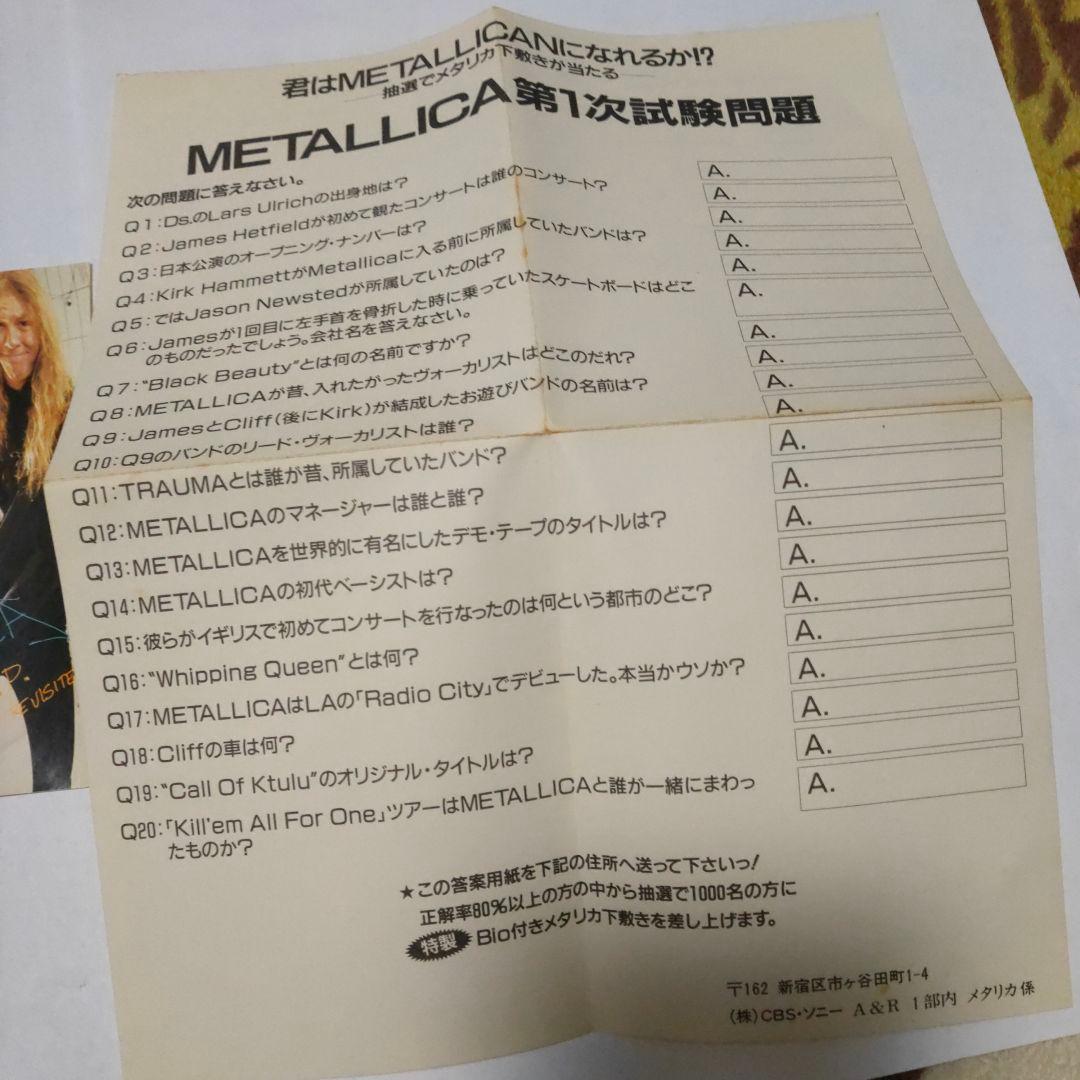 君はMETALLICANになれるか!?
抽選でメタリカ下敷きが当たる
METALLICA第1次試験問題
次の問題に答えなさい。
Q1:Ds.のLars Ulrichの出身地は?
A.
Q2:James Hetfieldが初めて観たコンサートは誰のコンサート?
A.
Q3:日本公演のオープニング・ナンバーは?
A.
Q4:Kirk HammettがMetallicaに入る前に所属していたバンドは?
A.
Q5:ではJason Newstedが所属していたのは?
A.
Q6:Jamesが1回目に左手首を骨折した時に乗っていたスケートボードはどこ
のものだったでしょう。会社名を答えなさい。
A.
Q7:"Black Beauty"とは何の名前ですか?
A.
Q8:METALLICAが昔、入れたがったヴォーカリストはどこのだれ?
A.
Q9:JamesとCliff(後にKirk)が結成したお遊びバンドの名前は?
A.
Q10:Q9のバンドのリード・ヴォーカリストは誰?
A.
Q11:TRAUMAとは誰が昔、所属していたバンド?
A.
Q12:METALLICAのマネージャーは誰と誰?
A.
Q13:METALLICAを世界的に有名にしたデモ・テープのタイトルは?
A.
Q14:METALLICAの初代ベーシストは?
A.
Q15:彼らがイギリスで初めてコンサートを行なったのは何という都市のどこ?
A.
Q16:"Whipping Queen"とは何?
A.
Q17:METALLICAはLAの「Radio City」でデビューした。本当かウソか?
A.
Q18:Cliffの車は何?
A.
Q19:"Call Of Ktulu"のオリジナル・タイトルは?
A.
Q20:「Kill'em All For One」ツアーはMETALLICAと誰が一緒にまわっ
たものか?
A.
★この答案用紙を下記の住所へ送って下さいっ!
正解率80%以上の方の中から抽選で1000名の方に
特製 Bio付きメタリカ下敷きを差し上げます。
〒162 新宿区市ヶ谷田町1-4
(株)CBS・ソニー A&R 1部内 メタリカ係